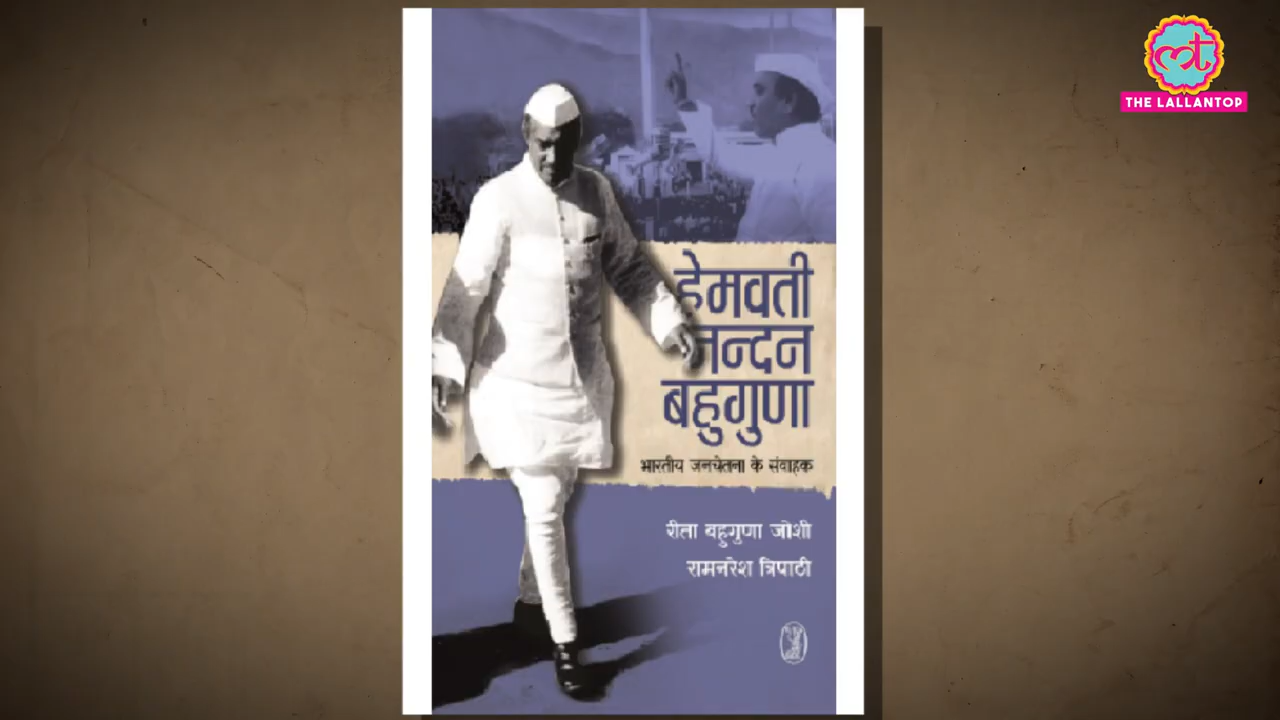 THE LALLANTOP
हेमवती
नन्दन
बहुगुणा
भारतीय जनचेतना के संवाहक
रीता बहुगुणा जोशी
रामनरेश त्रिपाठी